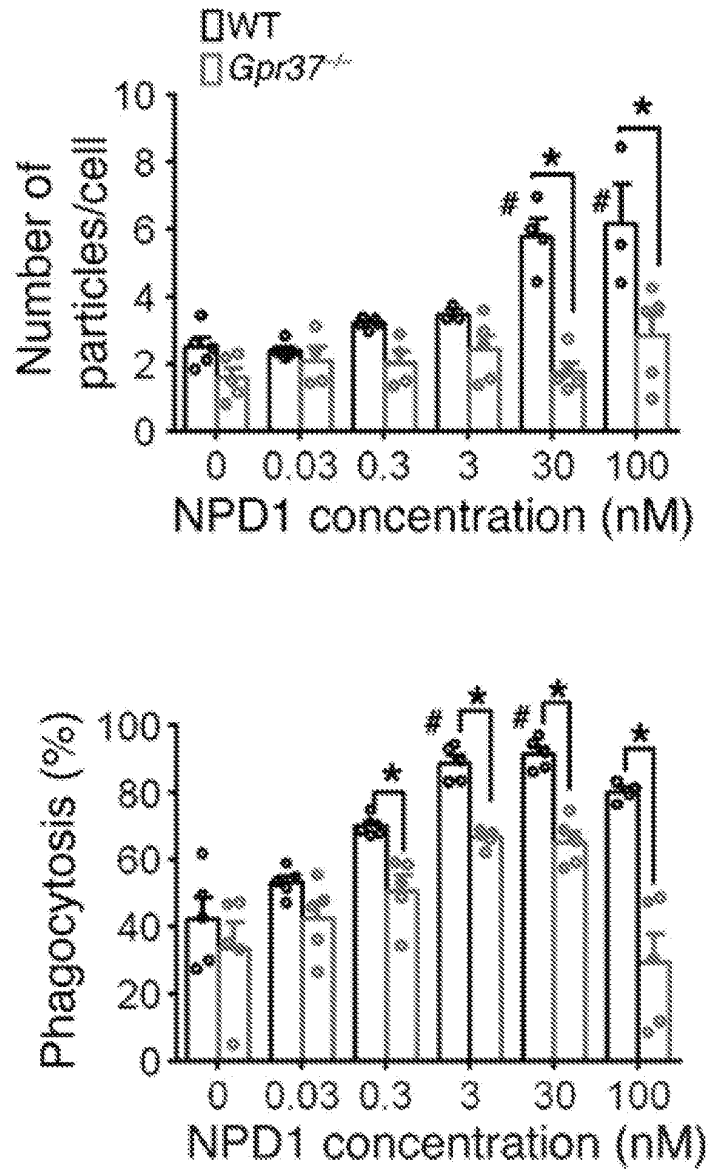 WT
Gpr37-/-
10
8
6
4
2
0
Number of
particles/cell
*
*
#
#
0 0.03 0.3 3 30 100
NPD1 concentration (nM)
100
80
60
40
20
0
Phagocytosis (%)
*
*
*
*
#
#
0 0.03 0.3 3 30 100
NPD1 concentration (nM)